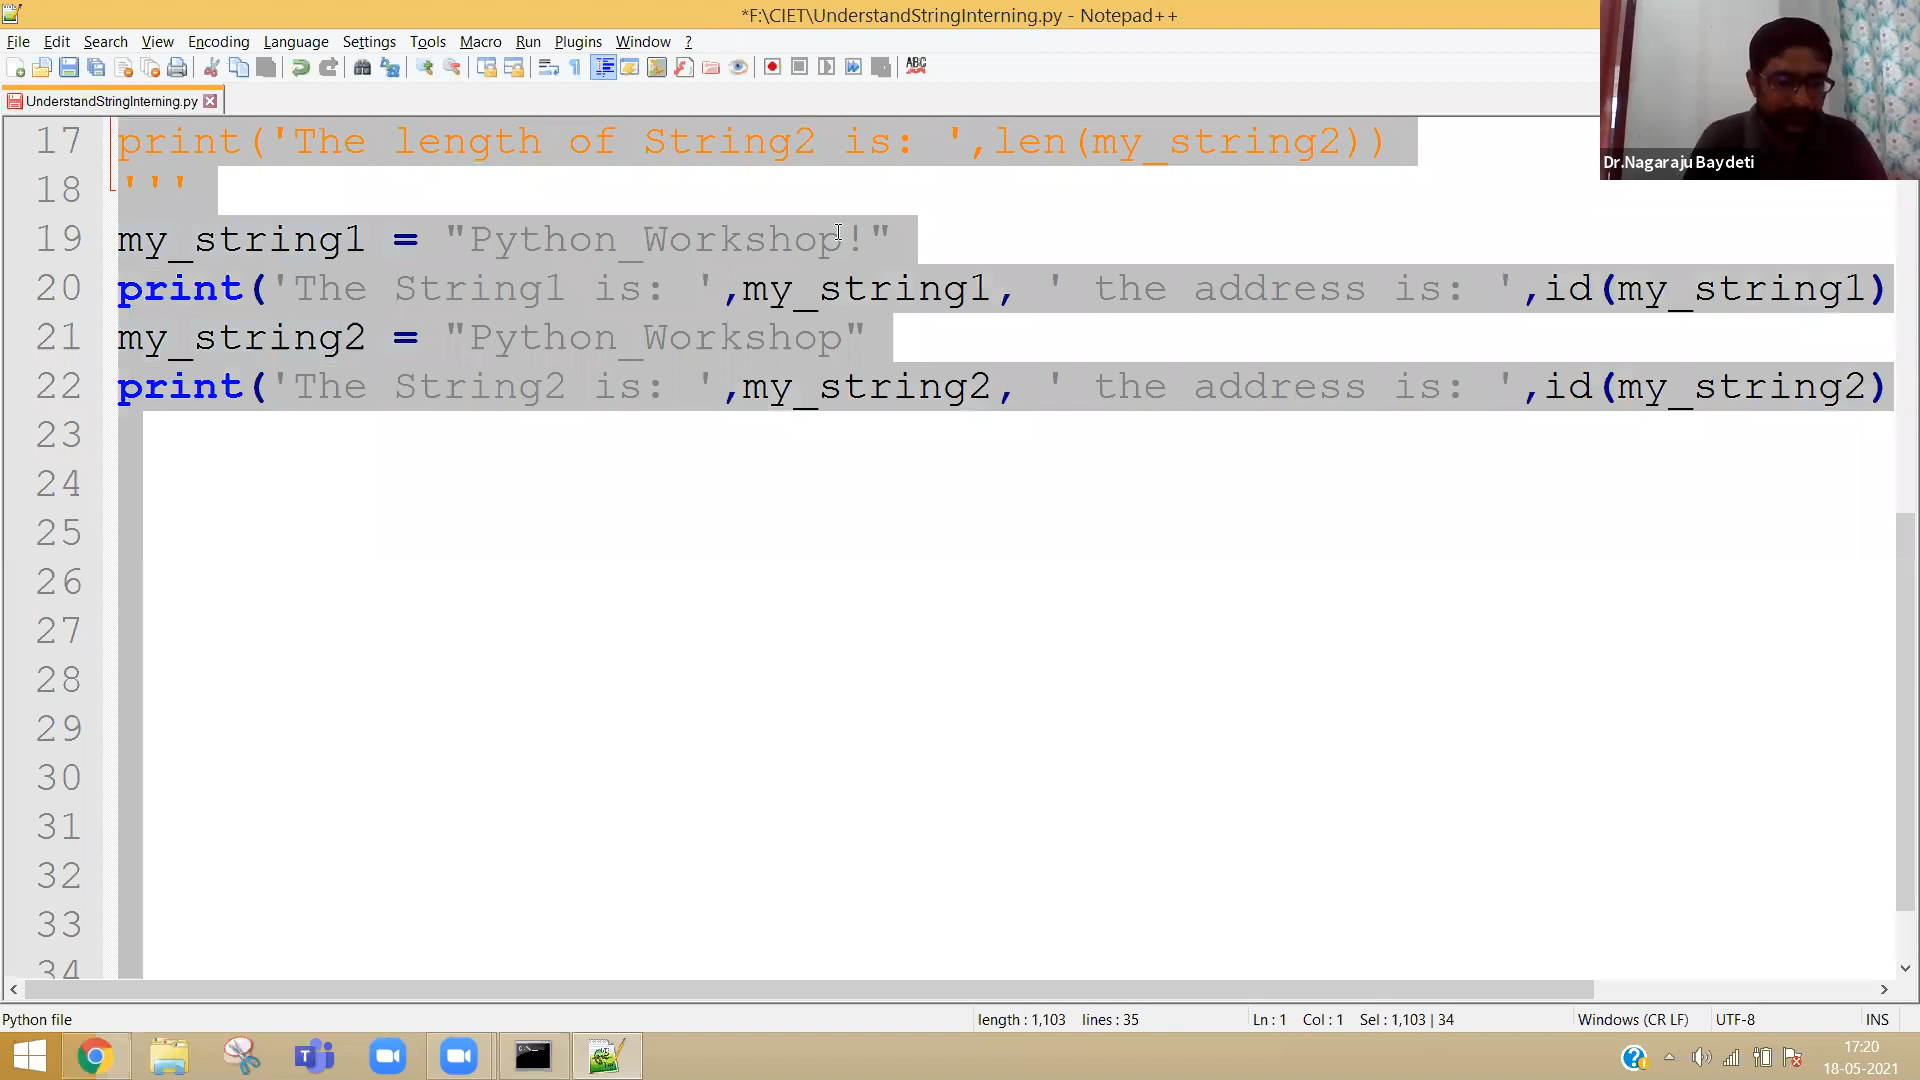 *F:\CIET\UnderstandStringInterning.py - Notepad++
File Edit Search View Encoding Language Settings Tools Macro Run Plugins Window ?
ABC
UnderstandStringInterning.py
Dr.Nagaraju Baydeti
17 print('The length of String2 is: ',len(my_string2))
18 '''
19 my_string1 = "Python_Workshop!"
20 print('The String1 is: ',my_string1, ' the address is: ',id(my_string1)
21 my_string2 = "Python_Workshop"
22 print('The String2 is: ',my_string2, ' the address is: ',id(my_string2)
23
24
25
26
27
28
29
30
31
32
33
34
Python file length : 1,103 lines : 35 Ln : 1 Col : 1 Sel : 1,103 | 34 Windows (CR LF) UTF-8 INS
17:20
18-05-2021